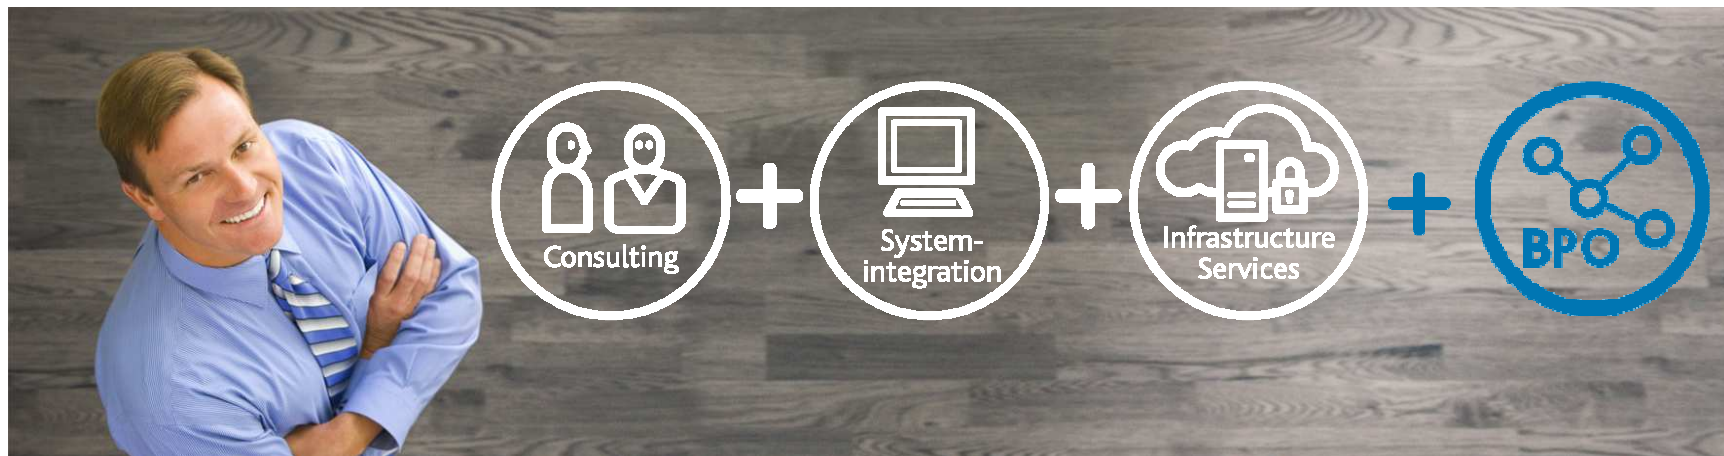 Consulting
System-
integration
Infrastructure
Services
BPO